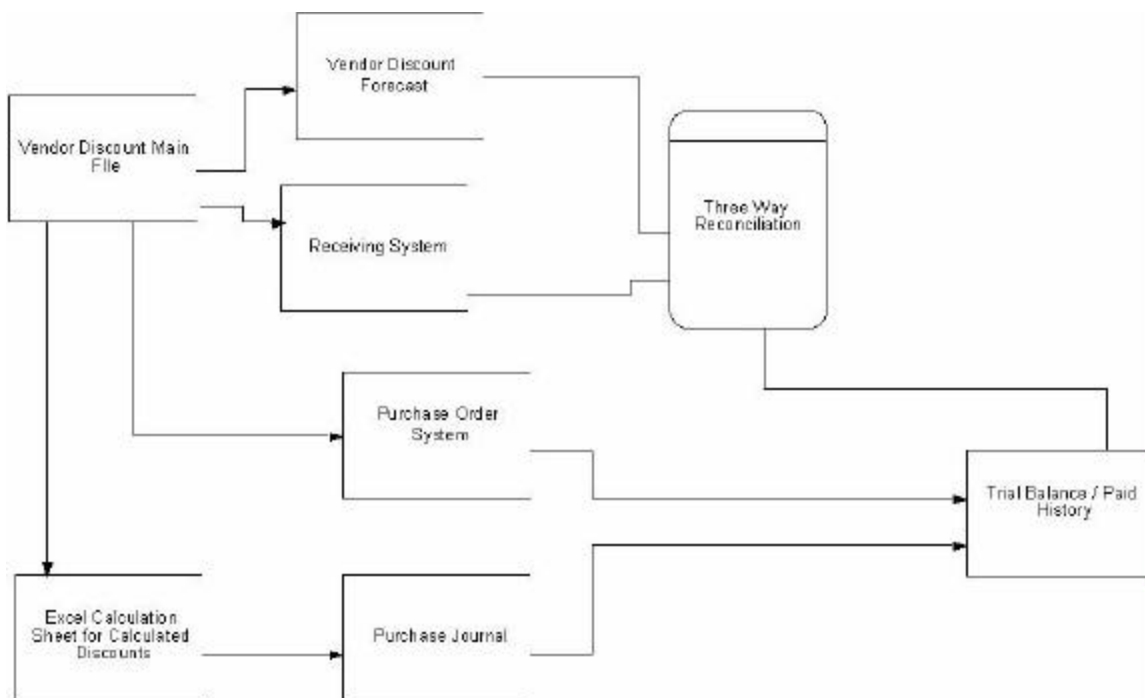 Vendor Discount
Forecast
Vendor Discount Main
FIle
Three Way
Reconciliation
Receiving System
Purchase Order
System
Trial Balance / Paid
History
Excel Calculation
Sheet for Calculated
Discounts
Purchase Journal